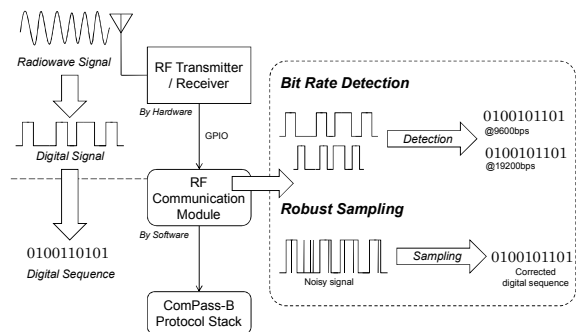 Radiowave Signal
Digital Signal
0100110101
Digital Sequence
RF Transmitter
/ Receiver
By Hardware
GPIO
RF
Communication
Module
By Software
ComPass-B
Protocol Stack
Bit Rate Detection
Detection
0100101101
@9600bps
0100101101
@19200bps
Robust Sampling
Noisy signal
Sampling
0100101101
Corrected
digital sequence